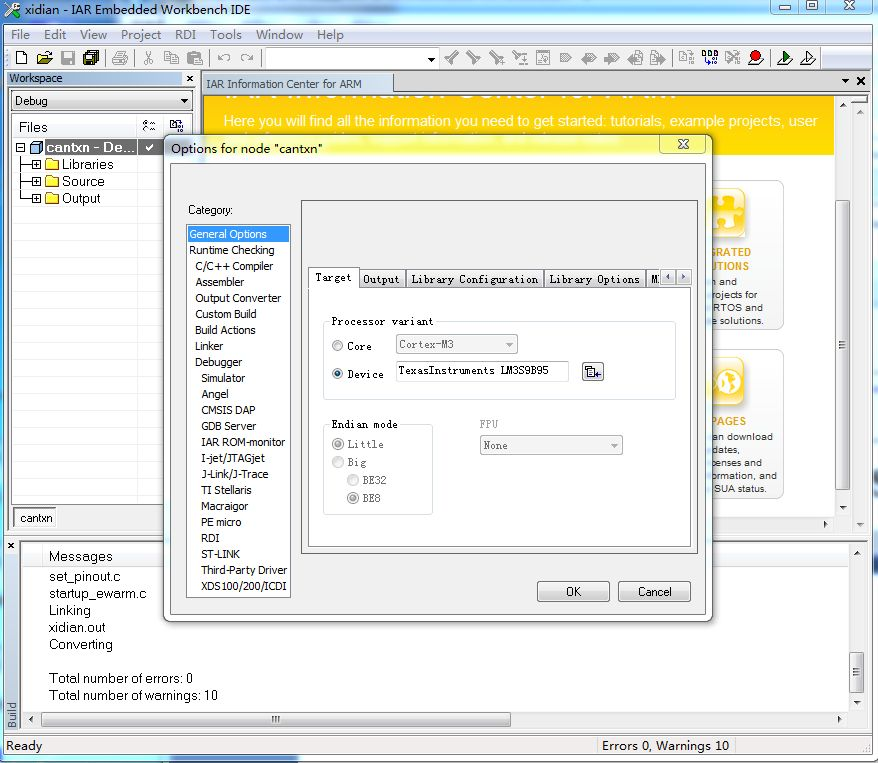 xidian - IAR Embedded Workbench IDE
File Edit View Project RDI Tools Window Help
Workspace
IAR Information Center for ARM
Debug
Files
Here you will find all the information you need to get started: tutorials, example projects, user
cantxn - De...
Libraries
Source
Output
cantxn
Options for node "cantxn"
Category:
General Options
Runtime Checking
C/C++ Compiler
Assembler
Output Converter
Custom Build
Build Actions
Linker
Debugger
Simulator
Angel
CMSIS DAP
GDB Server
IAR ROM-monitor
I-jet/JTAGjet
J-Link/J-Trace
TI Stellaris
Macraigor
PE micro
RDI
ST-LINK
Third-Party Driver
XDS100/200/ICDI
Target Output Library Configuration Library Options
Processor variant
Core Cortex-M3
Device TexasInstruments LM3S9B95
Endian mode
Little
Big
BE32
BE8
FPU
None
OK Cancel
and
rojects for
RTOS and
e solutions.
PAGES
an download
dates,
enses and
ormation, and
SUA status.
Messages
set_pinout.c
startup_ewarm.c
Linking
xidian.out
Converting
Total number of errors: 0
Total number of warnings: 10
Build
Ready
Errors 0, Warnings 10